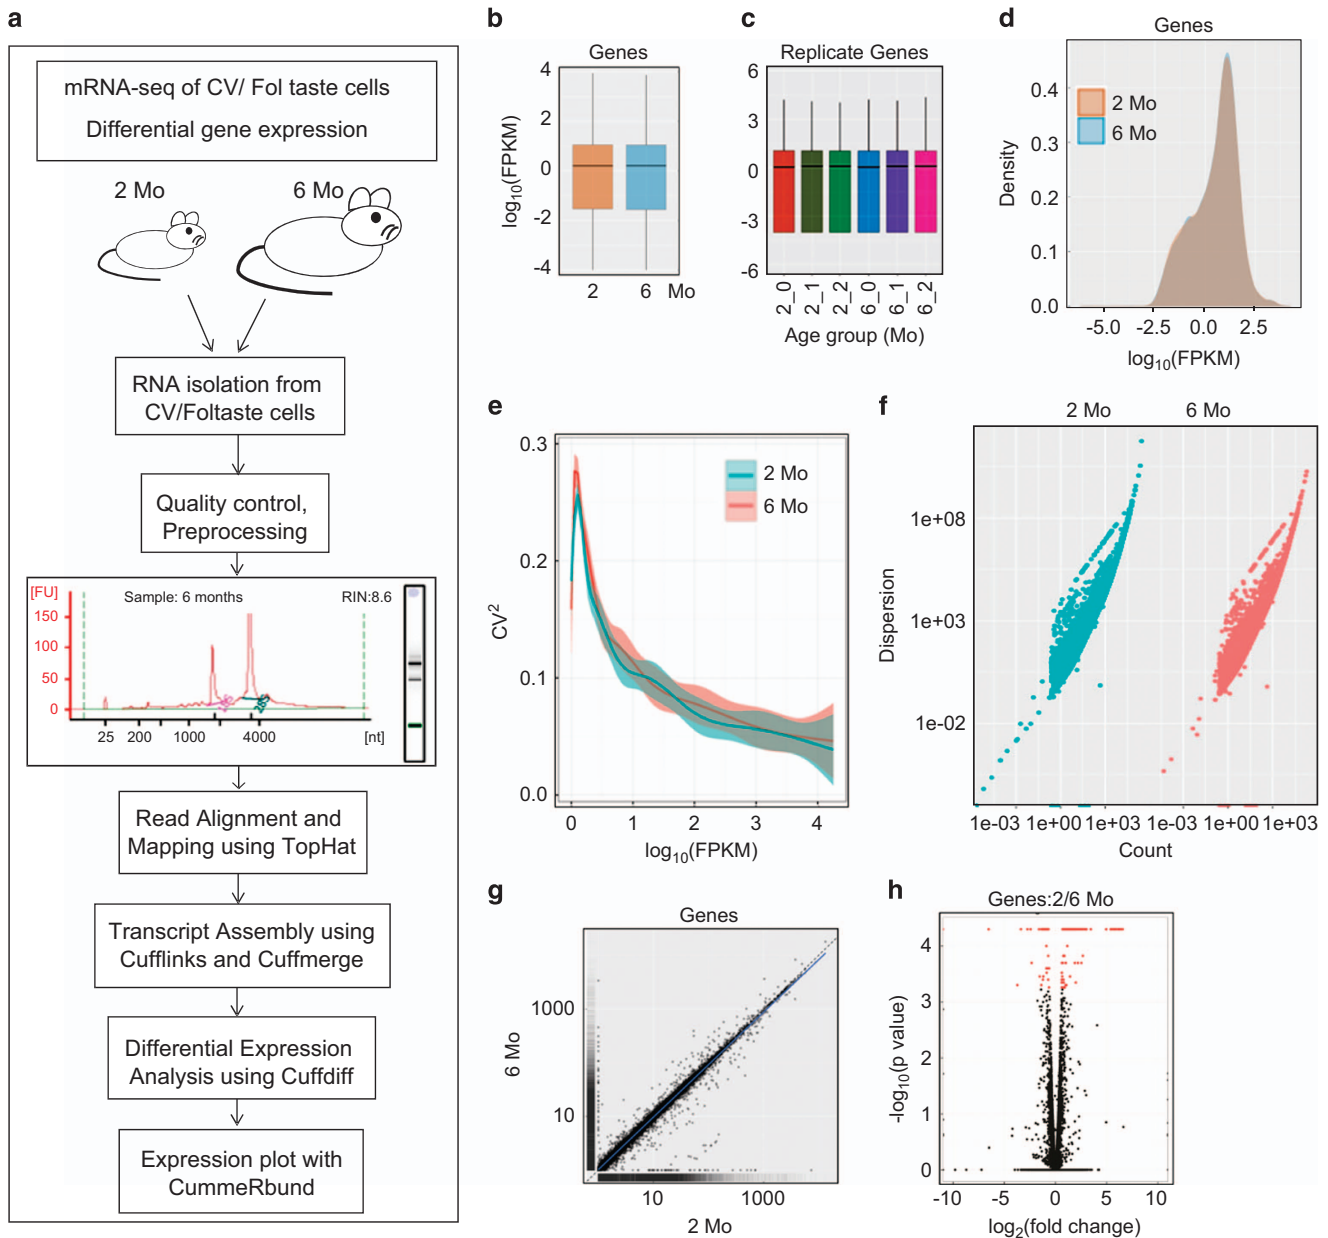 a
mRNA-seq of CV/ Fol taste cells
Differential gene expression
2 Mo
6 Mo
RNA isolation from
CV/Foltaste cells
Quality control,
Preprocessing
[FU]
Sample: 6 months
RIN:8.6
150
100
50
0
25 200 1000 4000 [nt]
Read Alignment and
Mapping using TopHat
Transcript Assembly using
Cufflinks and Cuffmerge
Differential Expression
Analysis using Cuffdiff
Expression plot with
CummeRbund
b
Genes
log10(FPKM)
4
2
0
-2
-4
2 6 Mo
c
Replicate Genes
6
3
0
-3
-6
2_0
2_1
2_2
6_0
6_1
6_2
Age group (Mo)
d
Genes
2 Mo
6 Mo
Density
0.4
0.3
0.2
0.1
0.0
-5.0 -2.5 0.0 2.5
log10(FPKM)
e
2 Mo
6 Mo
CV2
0.3
0.2
0.1
0.0
0 1 2 3 4
log10(FPKM)
f
2 Mo 6 Mo
Dispersion
1e+08
1e+03
1e-02
1e-03 1e+00 1e+03 1e-03 1e+00 1e+03
Count
g
Genes
6 Mo
1000
10
10 1000
2 Mo
h
Genes:2/6 Mo
-log10(p value)
4
3
2
1
0
-10 -5 0 5 10
log2(fold change)